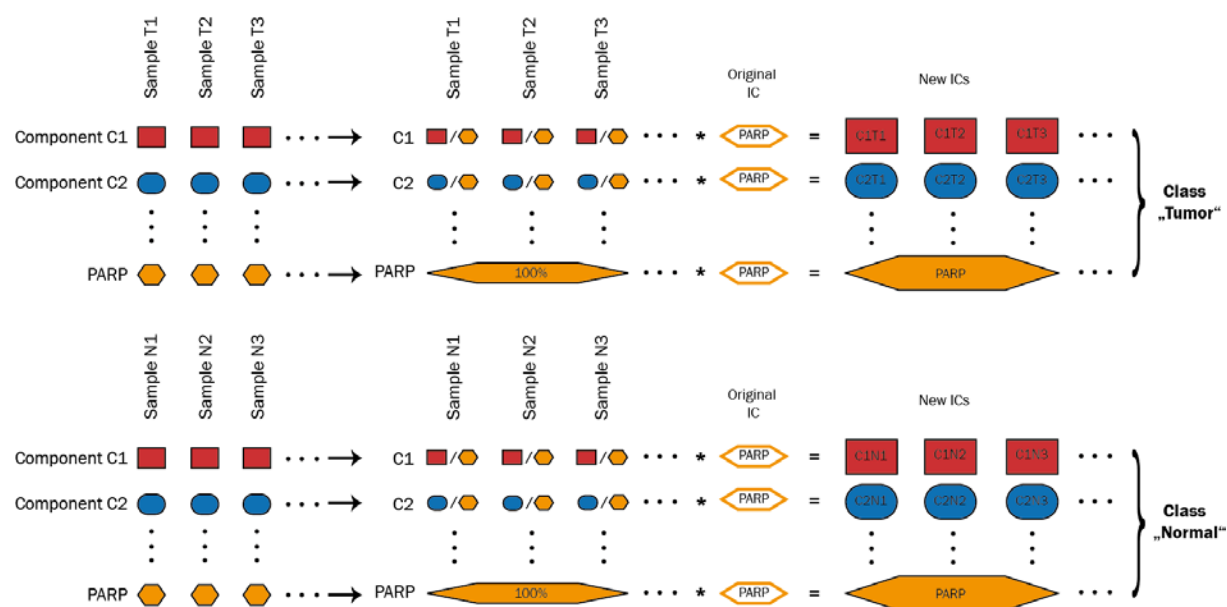 Sample T1
Sample T2
Sample T3
Sample T1
Sample T2
Sample T3
Original
IC
New ICs
Component C1
C1
/
/
/
*
PARP
=
C1T1
C1T2
C1T3
Component C2
C2
/
/
/
*
PARP
=
C2T1
C2T2
C2T3
Class
„Tumor“
PARP
PARP
100%
*
PARP
=
PARP
Sample N1
Sample N2
Sample N3
Sample N1
Sample N2
Sample N3
Original
IC
New ICs
Component C1
C1
/
/
/
*
PARP
=
C1N1
C1N2
C1N3
Component C2
C2
/
/
/
*
PARP
=
C2N1
C2N2
C2N3
Class
„Normal“
PARP
PARP
100%
*
PARP
=
PARP